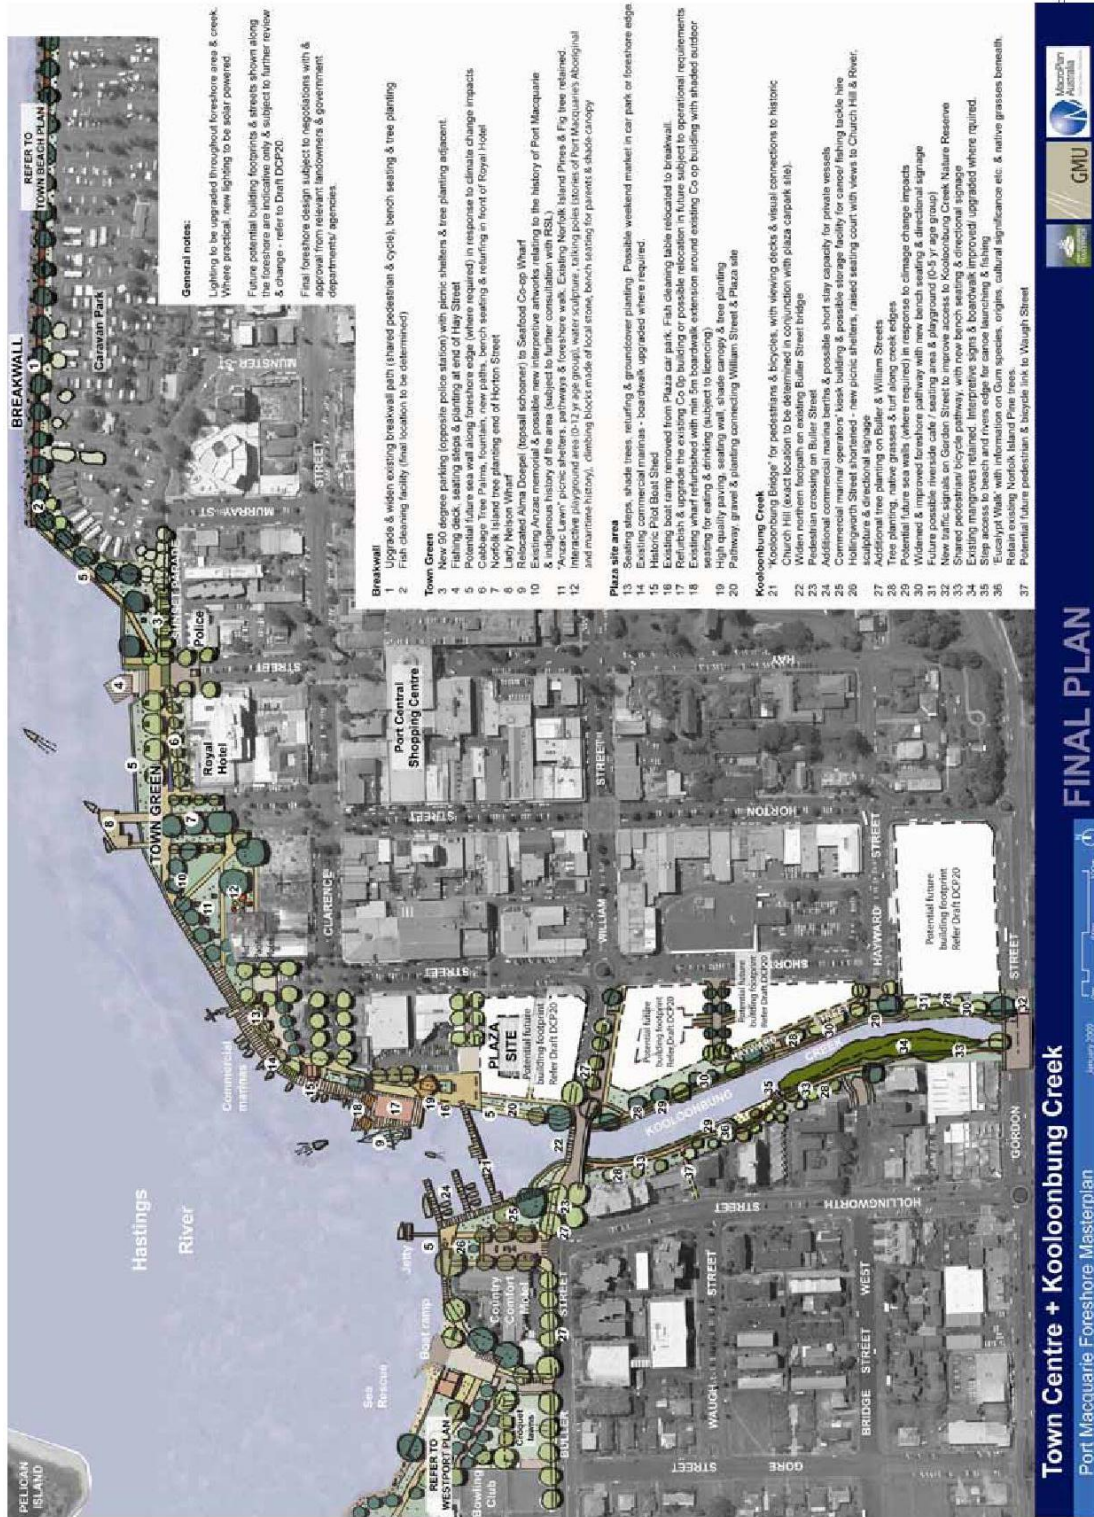 General notes:
Lighting to be upgraded throughout foreshore area & creek.
Where practical, new lighting to be solar powered.
Future potential building footprints & streets shown along
the foreshore are indicative only & subject to further review
& change - refer to Draft DCP20.
Final foreshore design subject to negotiations with &
approval from relevant landowners & government
departments/ agencies.
Breakwall
1 Upgrade & widen existing breakwall path (shared pedestrian & cycle), bench seating & tree planting
2 Fish cleaning facility (final location to be determined)
Town Green
3 New 90 degree parking (opposite police station) with picnic shelters & tree planting adjacent.
4 Fishing deck, seating steps & planting at end of Hay Street
5 Potential future sea wall along foreshore edge (where required) in response to climate change impacts
6 Cabbage Tree Palms, fountain, new paths, bench seating & returfing in front of Royal Hotel
7 Norfolk Island tree planting end of Horton Street
8 Lady Nelson Wharf
9 Relocated Alma Doepel (topsail schooner) to Seafood Co-op Wharf
10 Existing Anzac memorial & possible new interpretive artworks relating to the history of Port Macquarie
& indigenous history of the area (subject to further consultation with RSL)
11 "Anzac Lawn" picnic shelters, pathways & foreshore walk. Existing Norfolk Island Pines & Fig tree retained.
12 Interactive playground area (0-12 yr age group), water sculpture, talking poles (stories of Port Macquarie's Aboriginal
and maritime history), climbing blocks made of local stone, bench seating for parents & shade canopy
Plaza site area
13 Seating steps, shade trees, returfing & groundcover planting. Possible weekend market in car park or foreshore edge.
14 Existing commercial marinas - boardwalk upgraded where required.
15 Historic Pilot Boat Shed
16 Existing boat ramp removed from Plaza car park. Fish cleaning table relocated to breakwall.
17 Refurbish & upgrade the existing Co Op building or possible relocation in future subject to operational requirements
18 Existing wharf refurbished with min 5m boardwalk extension around existing Co op building with shaded outdoor
seating for eating & drinking (subject to licencing)
19 High quality paving, seating wall, shade canopy & tree planting
20 Pathway, gravel & planting connecting William Street & Plaza site
Kooloonbung Creek
21 "Kooloonbung Bridge" for pedestrians & bicycles, with viewing decks & visual connections to historic
Church Hill (exact location to be determined in conjunction with plaza carpark site).
22 Widen northern footpath on existing Buller Street bridge
23 Pedestrian crossing on Buller Street
24 Additional commercial marina berths & possible short stay capacity for private vessels
25 Commercial marina/ operators' kiosk building & possible storage facility for canoe/ fishing tackle hire
26 Hollingworth Street shortened - new picnic shelters, raised seating court with views to Church Hill & River,
sculpture & directional signage
27 Additional tree planting on Buller & William Streets
28 Tree planting, native grasses & turf along creek edges
29 Potential future sea walls (where required) in response to climage change impacts
30 Widened & improved foreshore pathway with new bench seating & directional signage
31 Future possible riverside cafe / seating area & playground (0-5 yr age group)
32 New traffic signals on Gordon Street to improve access to Kooloonbung Creek Nature Reserve
33 Shared pedestrian/ bicycle pathway, with new bench seating & directional signage
34 Existing mangroves retained. Interpretive signs & boardwalk improved/ upgraded where rquired.
35 Step access to beach and rivers edge for canoe launching & fishing
36 'Eucalypt Walk' with information on Gum species, origins, cultural significance etc. & native grasses beneath.
Retain existing Norfolk Island Pine trees.
37 Potential future pedestrian & bicycle link to Waugh Street
PELICAN
ISLAND
Hastings
River
BREAKWALL
REFER TO
TOWN BEACH PLAN
Caravan Park
MUNSTER
STREET
MURRAY ST
Police
STREET
HAY
Royal
Hotel
TOWN GREEN
Port Central
Shopping Centre
STREET
HORTON
CLARENCE
WILLIAM
STREET
STREET
SHORT
HAYWARD
STREET
Commercial
marinas
PLAZA
SITE
Potential future
building footprint
Refer Draft DCP20
Potential future
building footprint
Refer Draft DCP20
Potential future
building footprint
Refer Draft DCP20
Potential future
building footprint
Refer Draft DCP20
KOOLOONBUNG
CREEK
GORDON
STREET
Jetty
Boat ramp
Sea
Rescue
Country
Comfort
Motel
REFER TO
WESTPORT PLAN
Croquet
lawns
Bowling
Club
BULLER
STREET
STREET
HOLLINGWORTH
WAUGH
STREET
BRIDGE
STREET
WEST
STREET
GORE
Town Centre + Kooloonbung Creek
Port Macquarie Foreshore Masterplan
January 2009
FINAL PLAN
GMU
MacroPlan
Australia